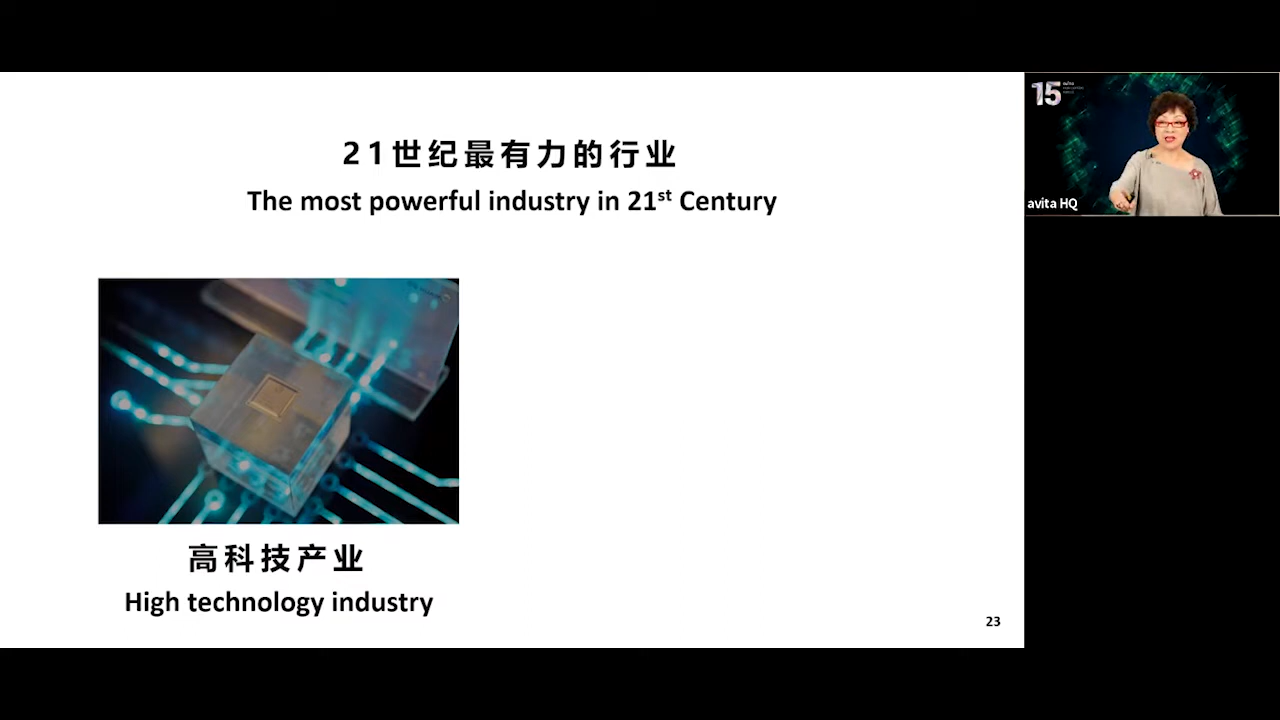 21世纪最有力的行业
The most powerful industry in 21st Century
高科技产业
High technology industry
23
15
avita HQ